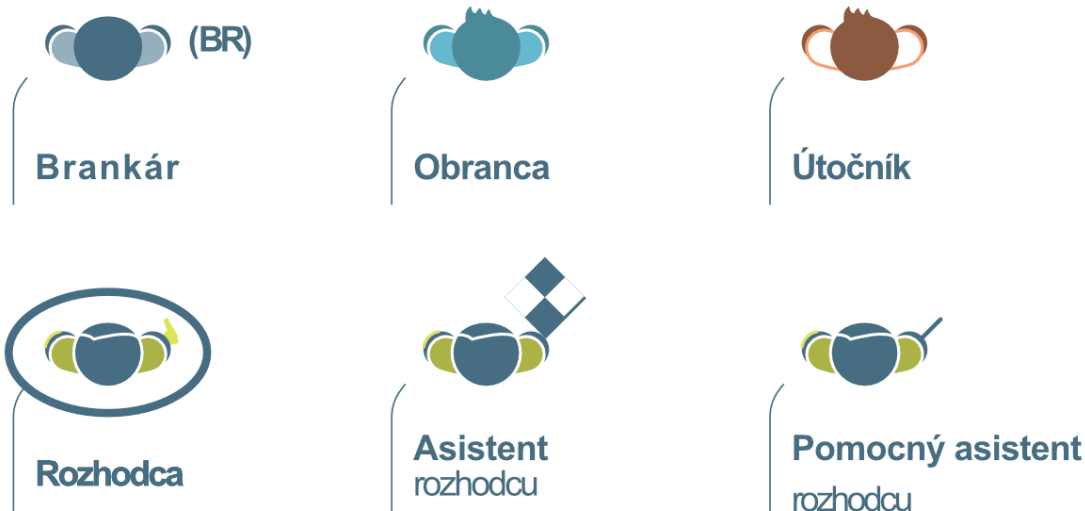 (BR)
Brankár
Obranca
Útočník
Rozhodca
Asistent
rozhodcu
Pomocný asistent
rozhodcu